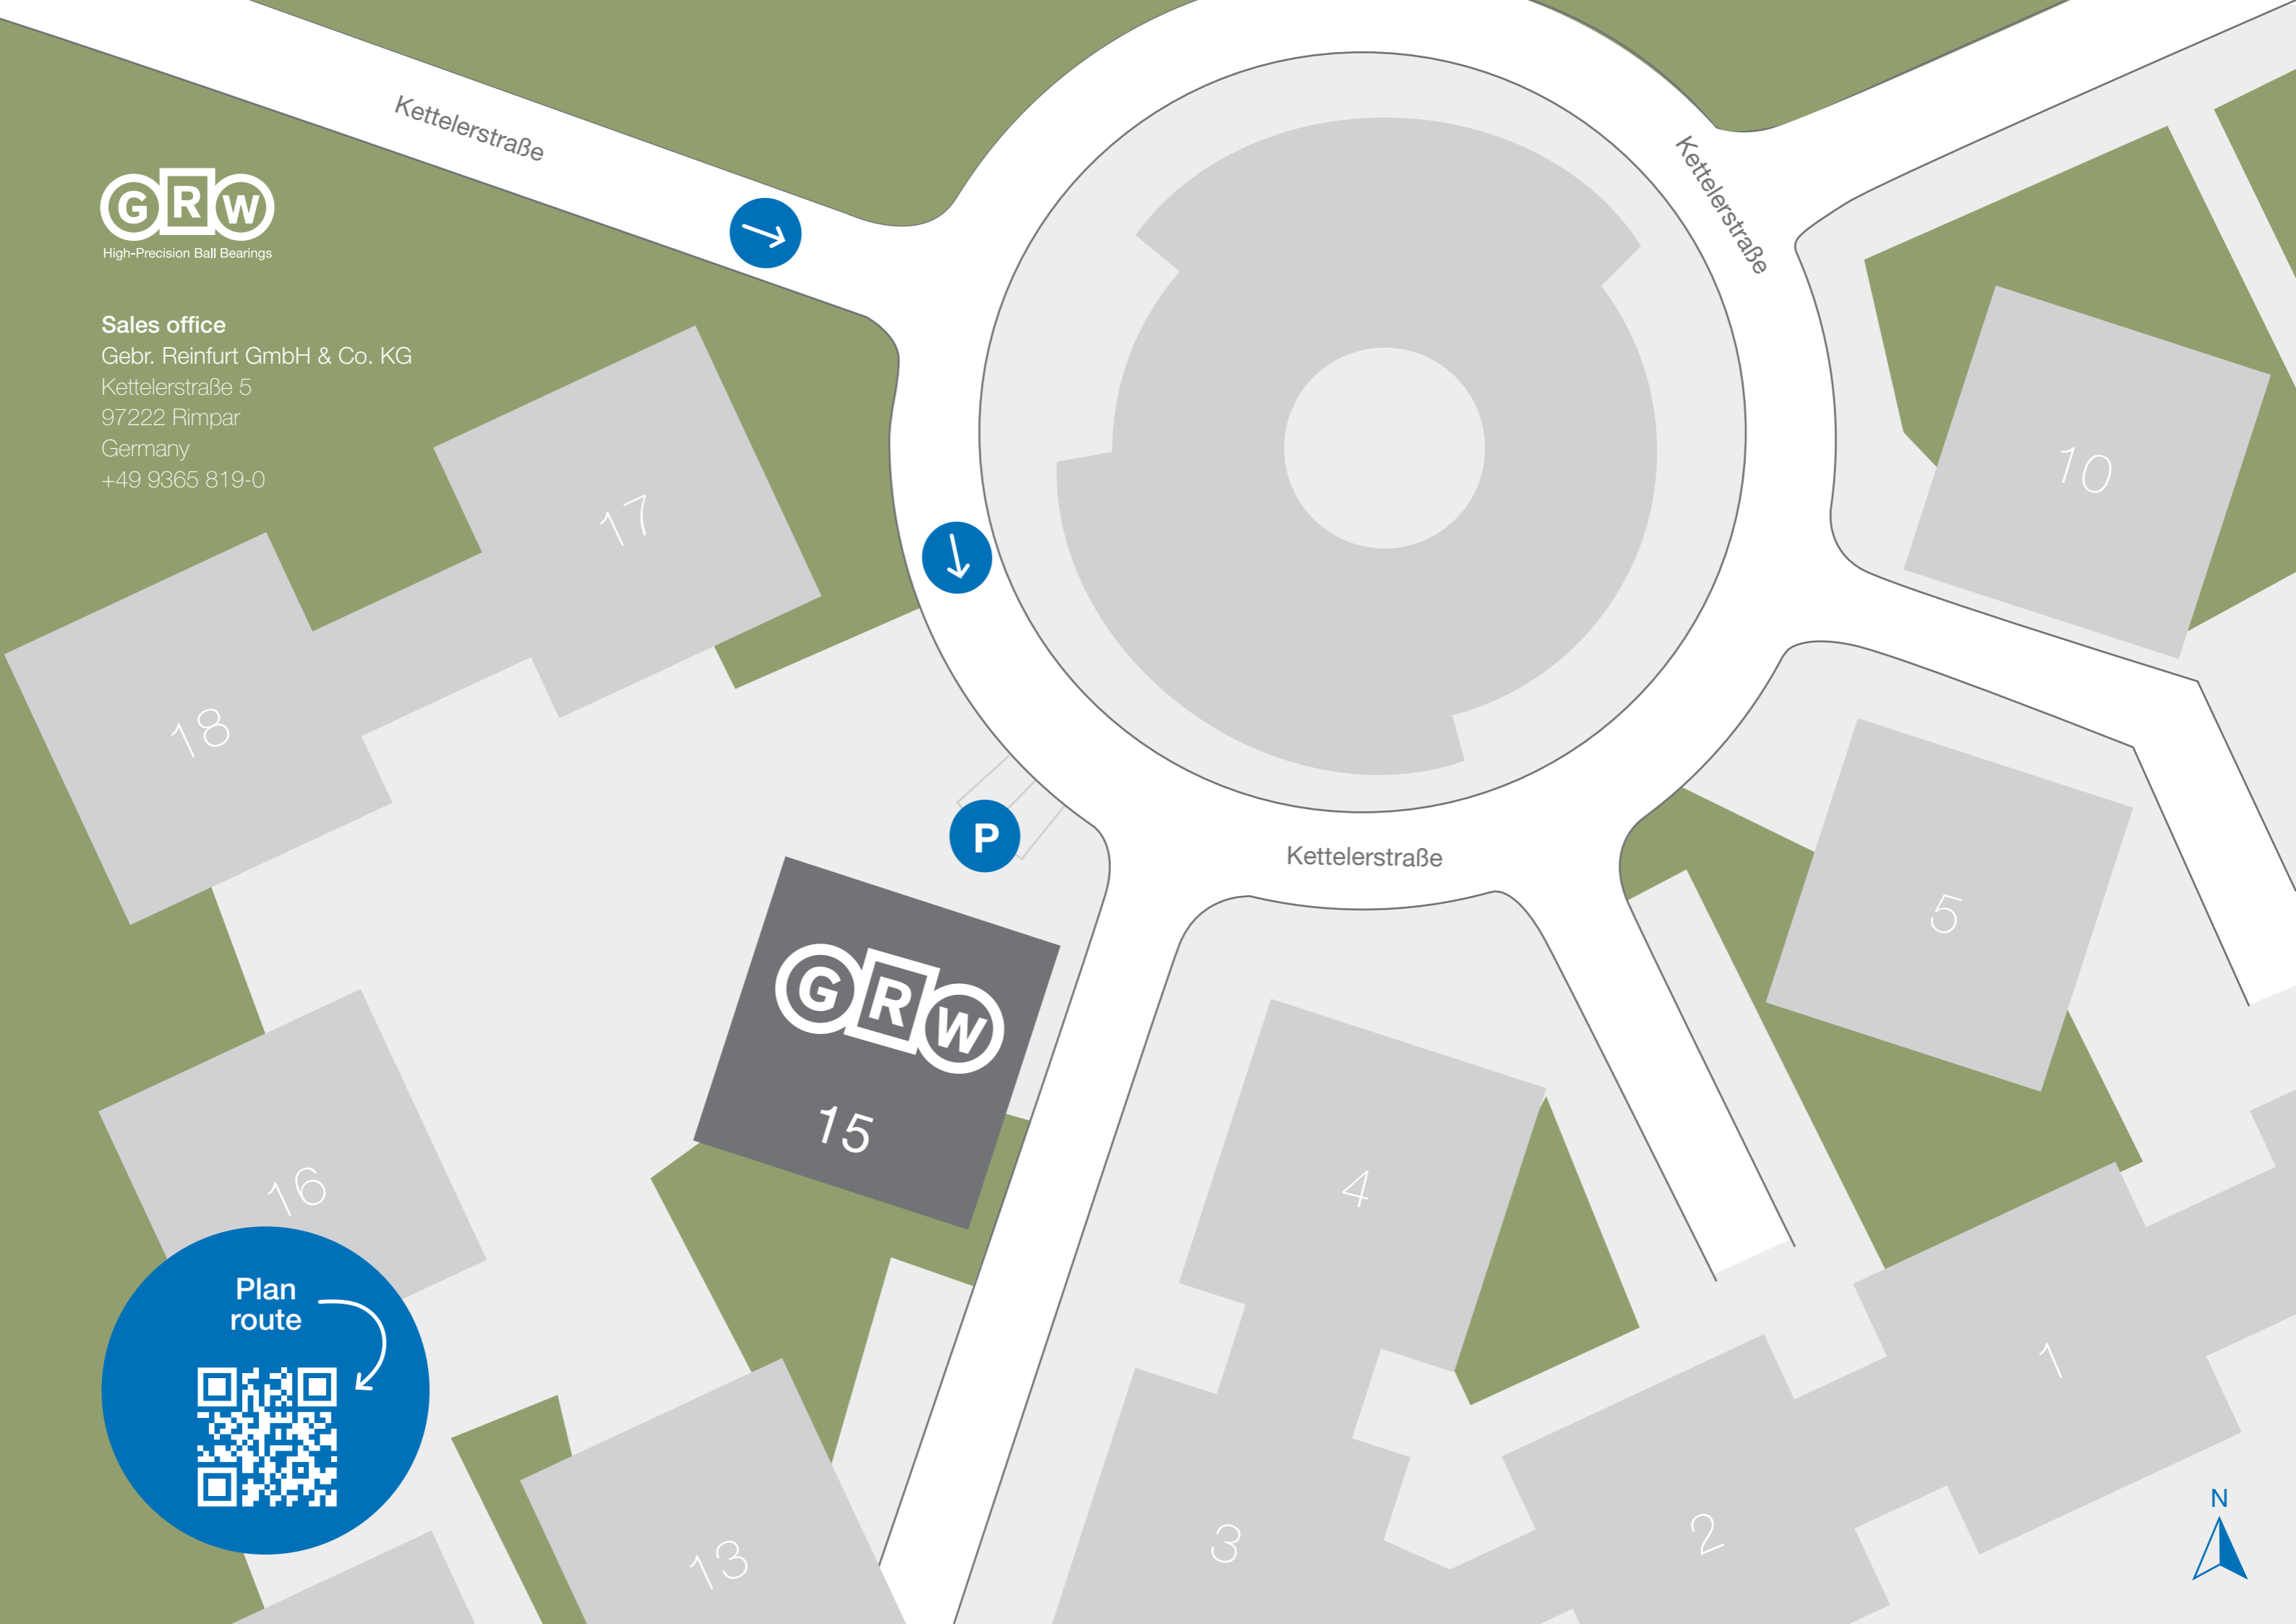 Kettelerstraße
Kettelerstraße
GRW
High-Precision Ball Bearings
Sales office
Gebr. Reinfurt GmbH & Co. KG
Kettelerstraße 5
97222 Rimpar
Germany
+49 9365 819-0
10
17
18
P
Kettelerstraße
5
GRW
15
4
16
Plan
route
1
2
3
13
N